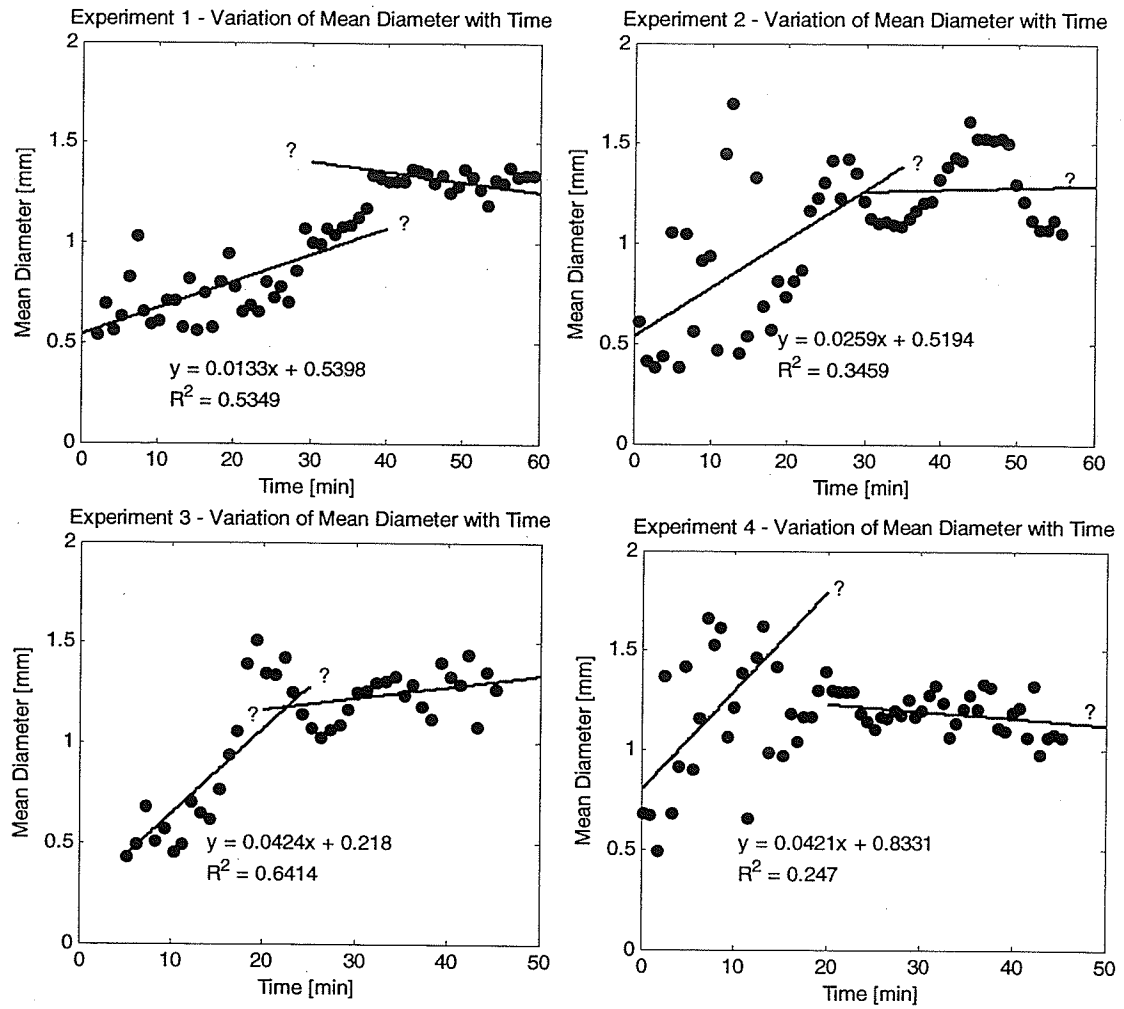 Experiment 1 - Variation of Mean Diameter with Time
2
1.5
1
0.5
0
Mean Diameter [mm]
?
?
y = 0.0133x + 0.5398
R² = 0.5349
0 10 20 30 40 50 60
Time [min]
Experiment 2 - Variation of Mean Diameter with Time
2
1.5
1
0.5
0
Mean Diameter [mm]
?
?
y = 0.0259x + 0.5194
R² = 0.3459
0 10 20 30 40 50 60
Time [min]
Experiment 3 - Variation of Mean Diameter with Time
2
1.5
1
0.5
0
Mean Diameter [mm]
?
?
y = 0.0424x + 0.218
R² = 0.6414
0 10 20 30 40 50
Time [min]
Experiment 4 - Variation of Mean Diameter with Time
2
1.5
1
0.5
0
Mean Diameter [mm]
?
?
y = 0.0421x + 0.8331
R² = 0.247
0 10 20 30 40 50
Time [min]